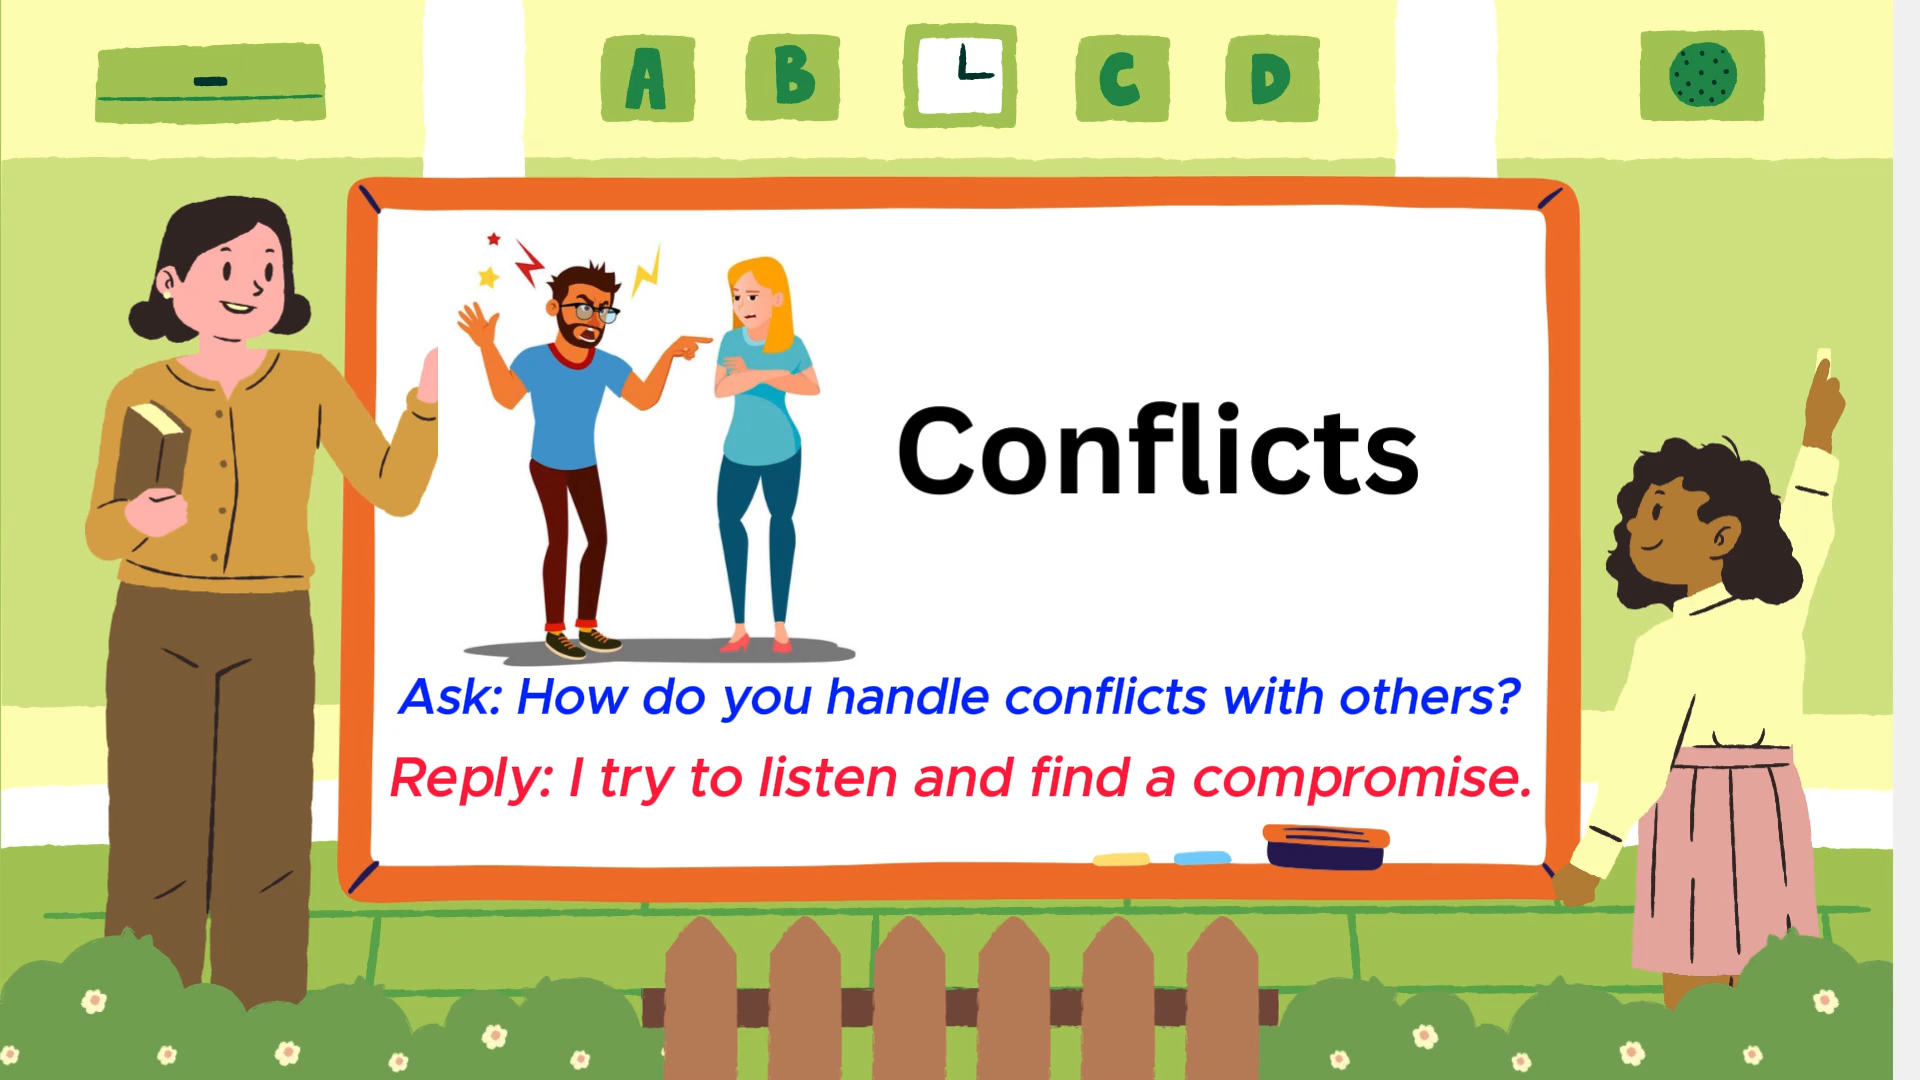 A B C D
Conflicts
Ask: How do you handle conflicts with others?
Reply: I try to listen and find a compromise.